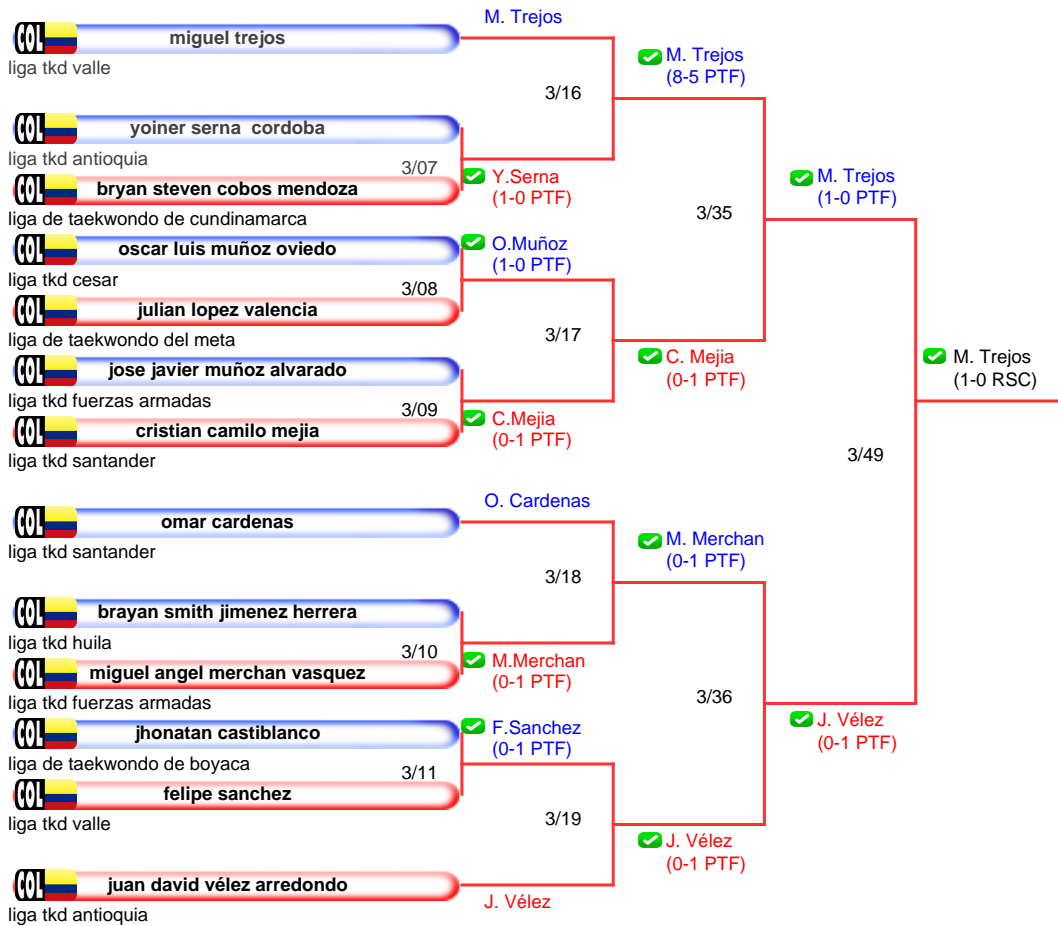 M. Trejos
COL miguel trejos
liga tkd valle
M. Trejos
(8-5 PTF)
3/16
COL yoiner serna  cordoba
liga tkd antioquia
3/07
Y.Serna
(1-0 PTF)
COL bryan steven cobos mendoza
liga de taekwondo de cundinamarca
M. Trejos
(1-0 PTF)
3/35
COL oscar luis muñoz oviedo
liga tkd cesar
O.Muñoz
(1-0 PTF)
3/08
COL julian lopez valencia
liga de taekwondo del meta
3/17
C. Mejia
(0-1 PTF)
COL jose javier muñoz alvarado
liga tkd fuerzas armadas
3/09
C.Mejia
(0-1 PTF)
COL cristian camilo mejia
liga tkd santander
M. Trejos
(1-0 RSC)
3/49
O. Cardenas
COL omar cardenas
liga tkd santander
M. Merchan
(0-1 PTF)
3/18
COL brayan smith jimenez herrera
liga tkd huila
3/10
M.Merchan
(0-1 PTF)
COL miguel angel merchan vasquez
liga tkd fuerzas armadas
3/36
J. Vélez
(0-1 PTF)
COL jhonatan castiblanco
liga de taekwondo de boyaca
F.Sanchez
(0-1 PTF)
3/11
COL felipe sanchez
liga tkd valle
3/19
J. Vélez
(0-1 PTF)
COL juan david vélez arredondo
liga tkd antioquia
J. Vélez